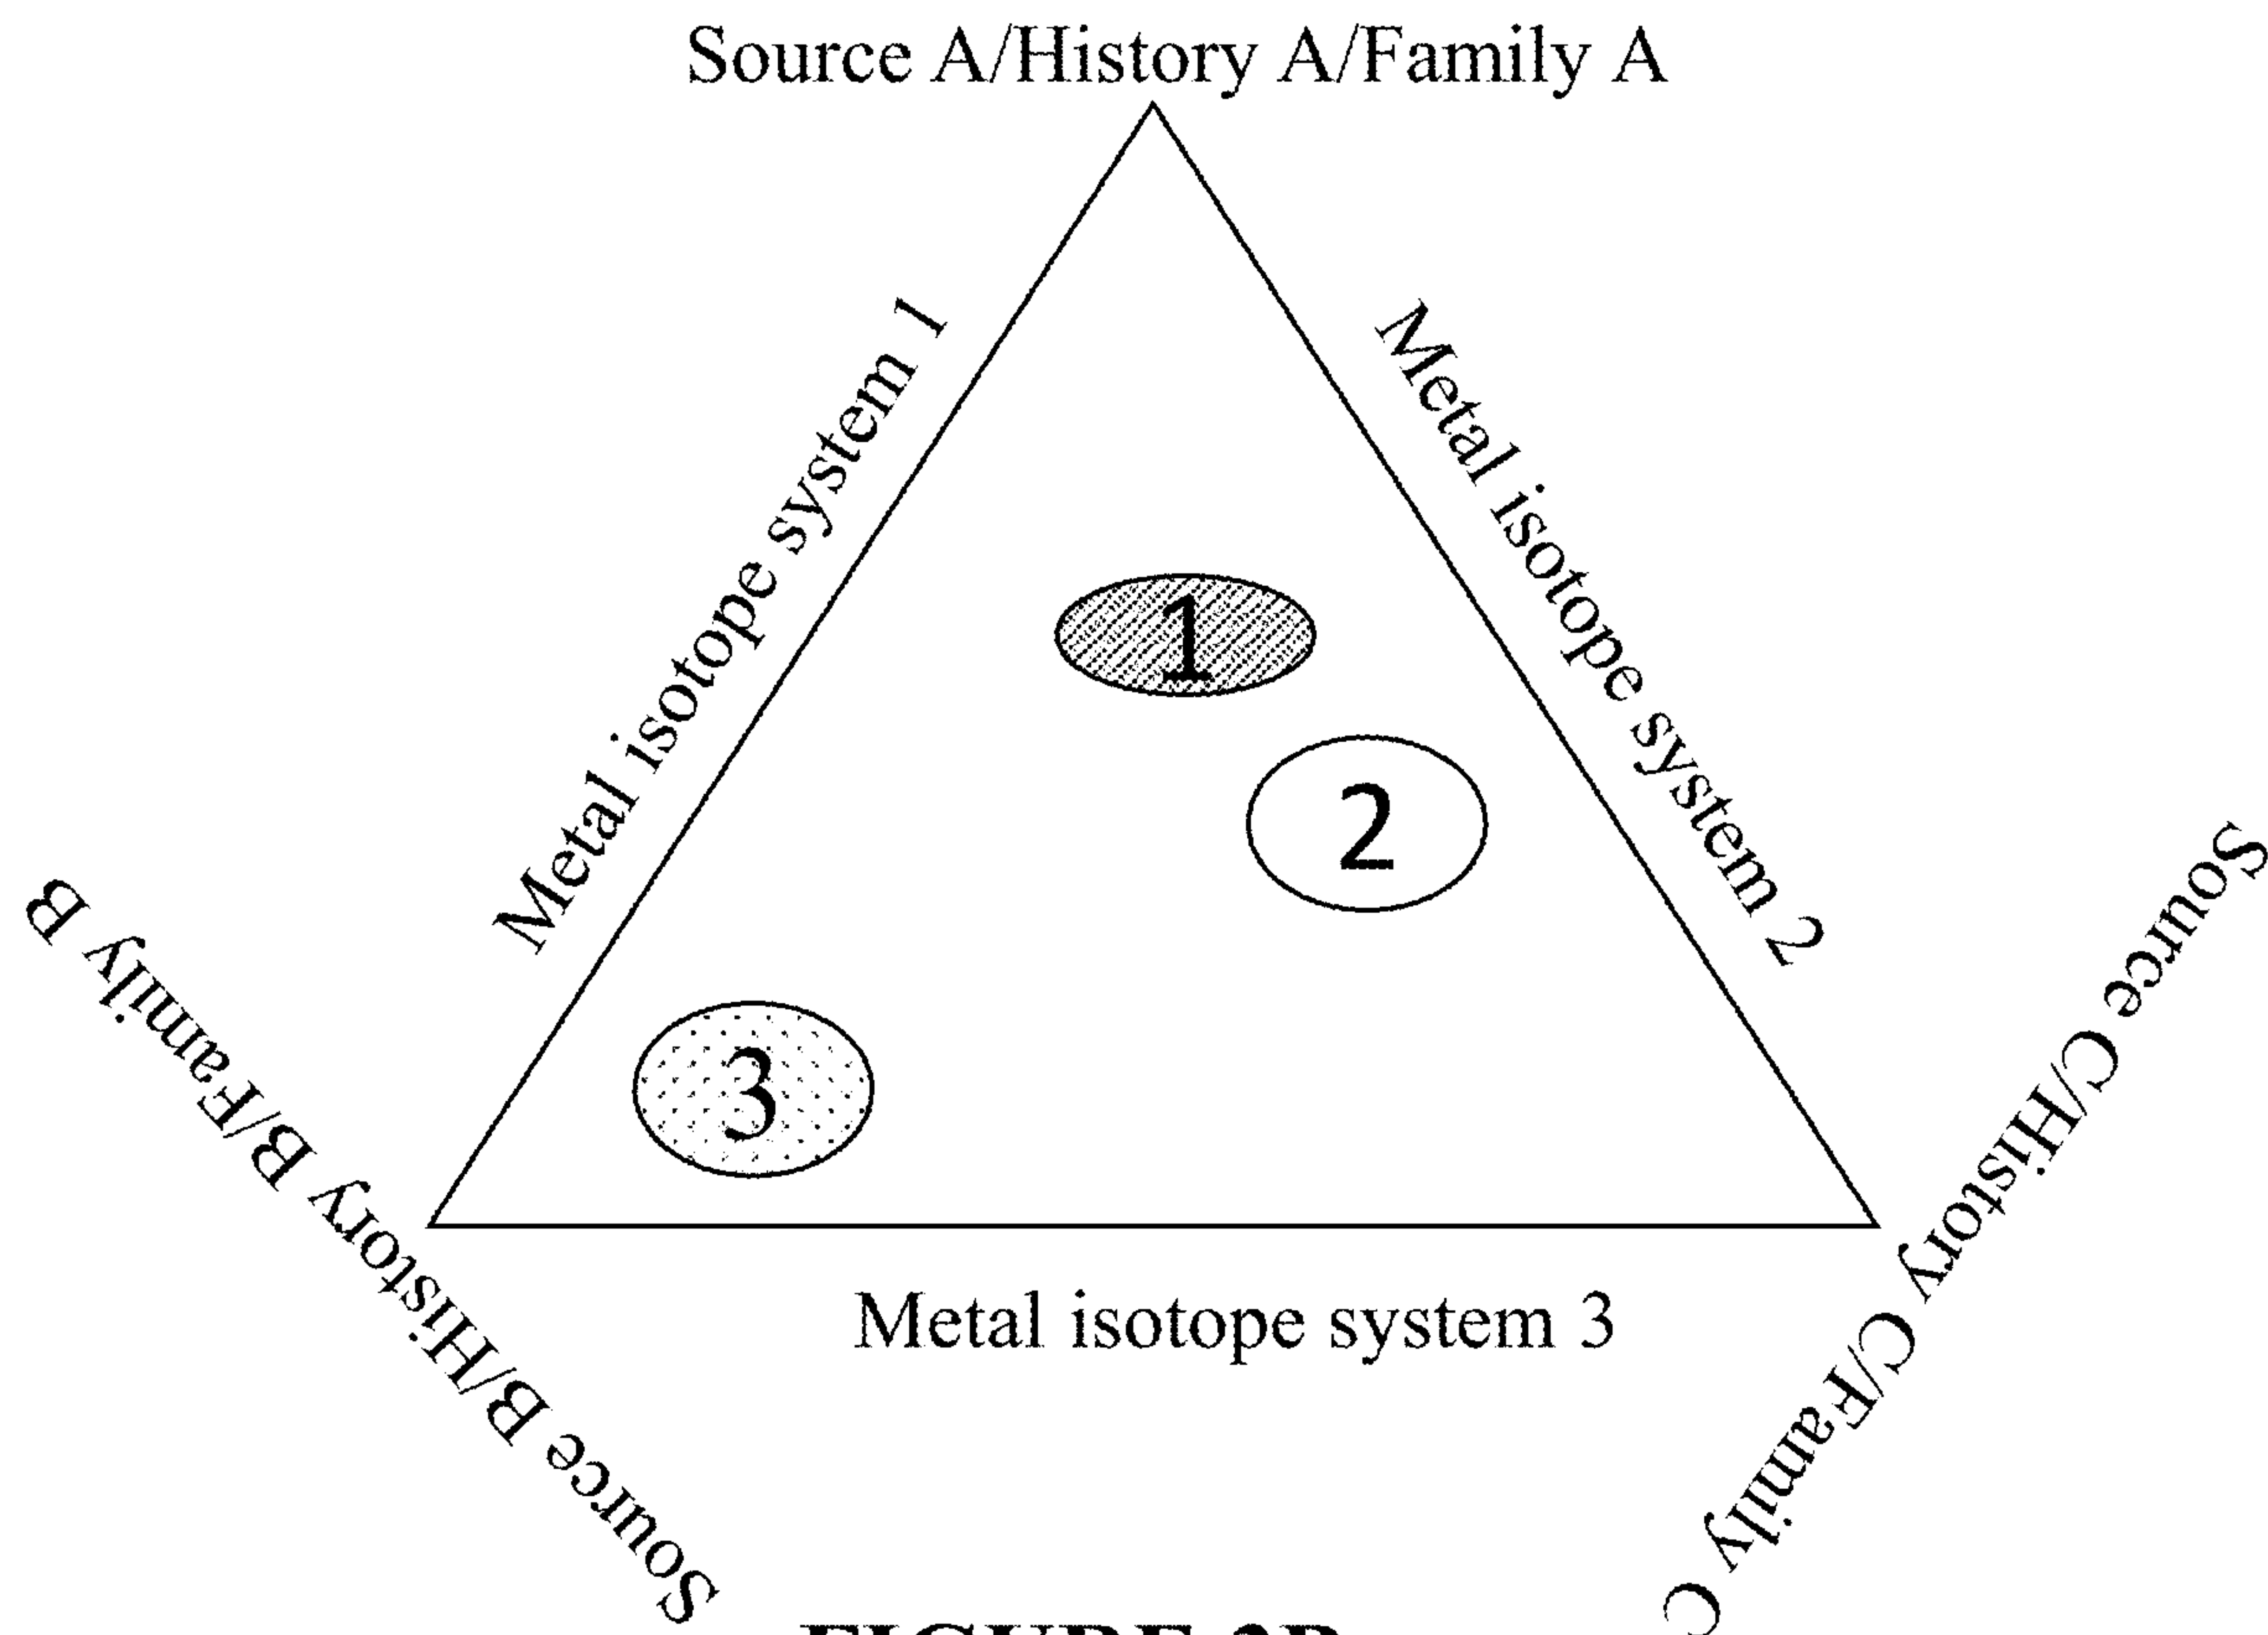 Source A/History A/Family A
Metal isotope system 1
Metal isotope system 2
1
2
3
Source B/History B/Family B
Source C/History C/Family C
Metal isotope system 3